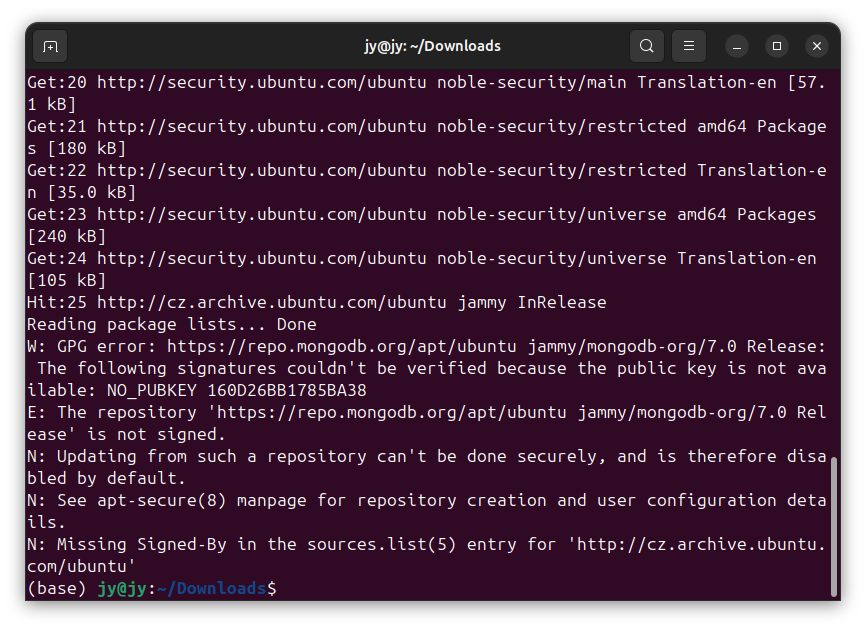 jy@jy: ~/Downloads
Get:20 http://security.ubuntu.com/ubuntu noble-security/main Translation-en [57.
1 kB]
Get:21 http://security.ubuntu.com/ubuntu noble-security/restricted amd64 Package
s [180 kB]
Get:22 http://security.ubuntu.com/ubuntu noble-security/restricted Translation-e
n [35.0 kB]
Get:23 http://security.ubuntu.com/ubuntu noble-security/universe amd64 Packages
[240 kB]
Get:24 http://security.ubuntu.com/ubuntu noble-security/universe Translation-en
[105 kB]
Hit:25 http://cz.archive.ubuntu.com/ubuntu jammy InRelease
Reading package lists... Done
W: GPG error: https://repo.mongodb.org/apt/ubuntu jammy/mongodb-org/7.0 Release:
 The following signatures couldn't be verified because the public key is not ava
ilable: NO_PUBKEY 160D26BB1785BA38
E: The repository 'https://repo.mongodb.org/apt/ubuntu jammy/mongodb-org/7.0 Rel
ease' is not signed.
N: Updating from such a repository can't be done securely, and is therefore disa
bled by default.
N: See apt-secure(8) manpage for repository creation and user configuration deta
ils.
N: Missing Signed-By in the sources.list(5) entry for 'http://cz.archive.ubuntu.
com/ubuntu'
(base) jy@jy:~/Downloads$